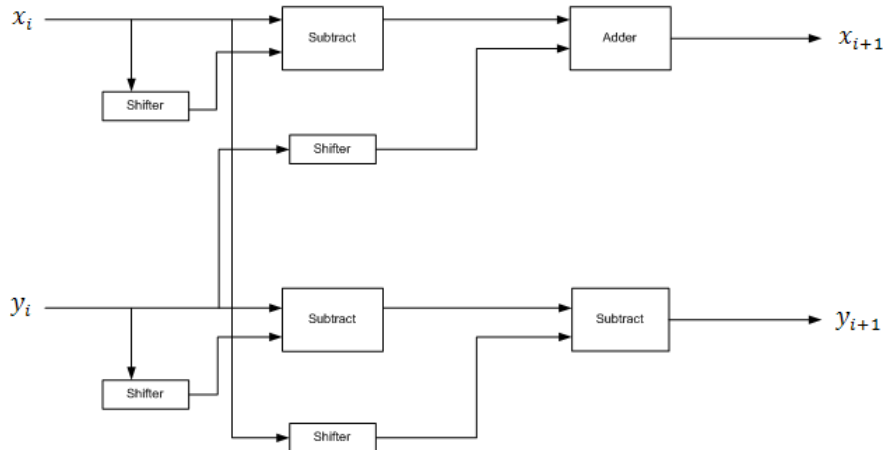 x_i
Subtract
Adder
x_{i+1}
Shifter
Shifter
y_i
Subtract
Subtract
y_{i+1}
Shifter
Shifter